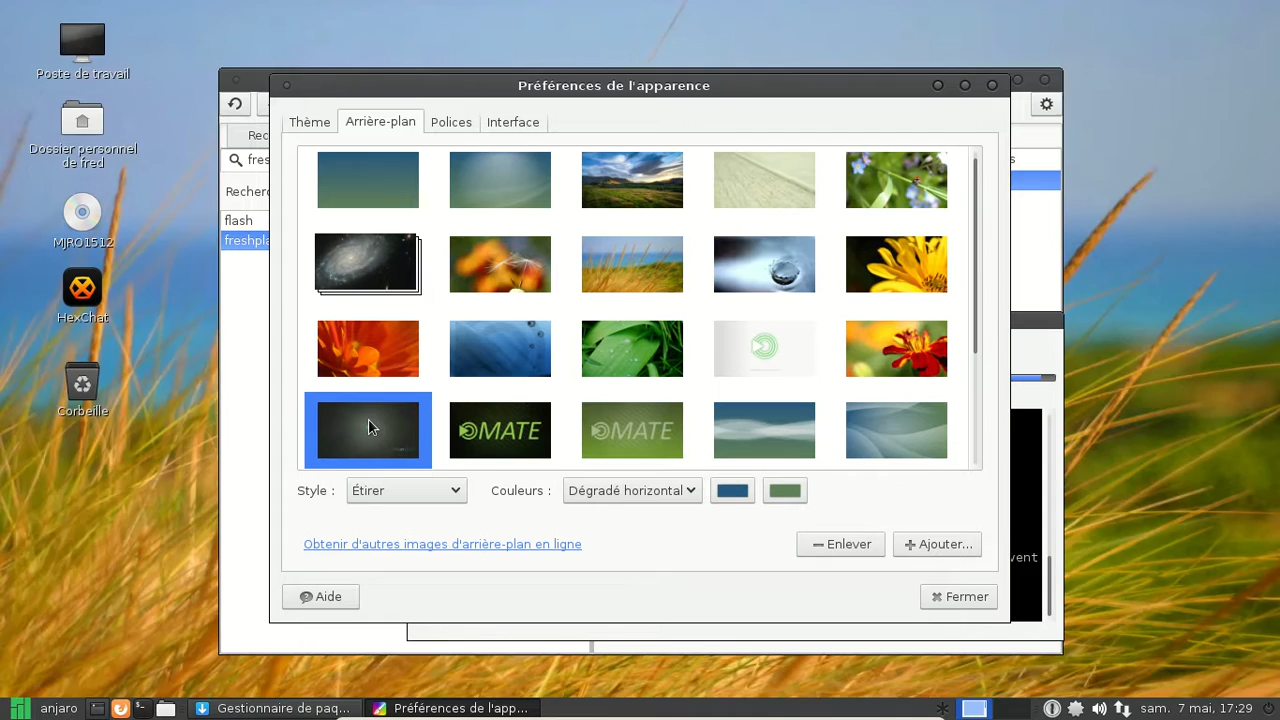 Poste de travail
Dossier personnel
de fred
MJRO1512
HexChat
Corbeille
Préférences de l'apparence
Thème
Arrière-plan
Polices
Interface
Rec
fres
Recherc
flash
freshpla
s
MATE
MATE
Style :
Étirer
Couleurs :
Dégradé horizontal
Obtenir d'autres images d'arrière-plan en ligne
Enlever
Ajouter...
vent
Aide
Fermer
anjaro
Gestionnaire de paq...
Préférences de l'app...
sam. 7 mai, 17:29